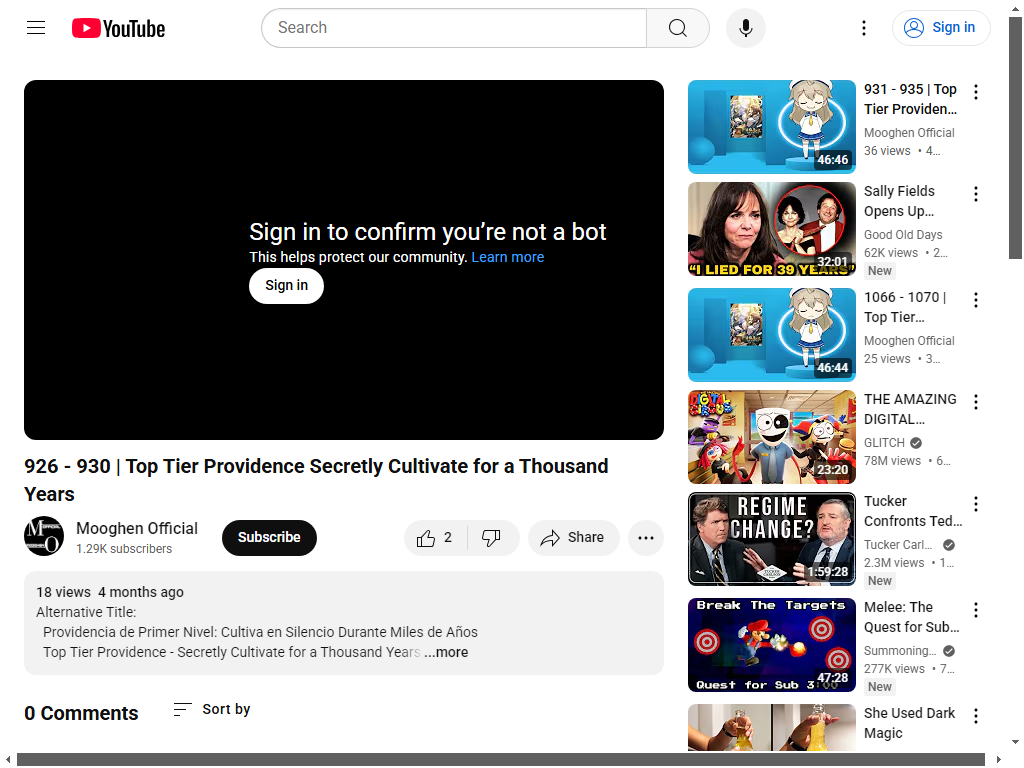 YouTube
Search
Sign in
Sign in to confirm you're not a bot
This helps protect our community. Learn more
Sign in
926 - 930 | Top Tier Providence Secretly Cultivate for a Thousand
Years
Mooghen Official
1.29K subscribers
Subscribe
2
Share
18 views 4 months ago
Alternative Title:
Providencia de Primer Nivel: Cultiva en Silencio Durante Miles de Años
Top Tier Providence - Secretly Cultivate for a Thousand Years ...more
0 Comments
Sort by
46:46
931 - 935 | Top
Tier Providen...
Mooghen Official
36 views • 4...
32:01
"I LIED FOR 39 YEARS"
Sally Fields
Opens Up...
Good Old Days
62K views • 2...
New
46:44
1066 - 1070 |
Top Tier...
Mooghen Official
25 views • 3...
DIGITAL
CIRCUS
23:20
THE AMAZING
DIGITAL...
GLITCH
78M views • 6...
REGIME
CHANGE?
1:59:28
Tucker
Confronts Ted...
Tucker Carl...
2.3M views • 1...
New
Break The Targets
Quest for Sub 3:00
47:28
Melee: The
Quest for Sub...
Summoning...
277K views • 7...
New
She Used Dark
Magic